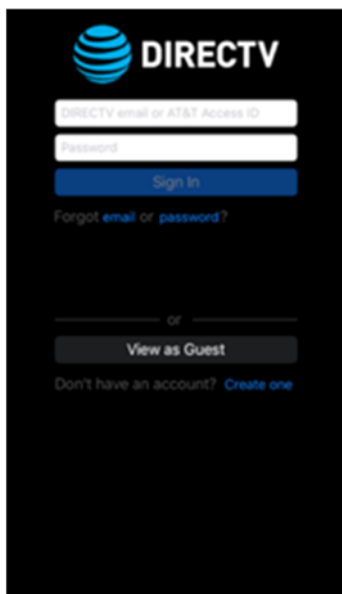 DIRECTV
DIRECTV email or AT&T Access ID
Password
Sign In
Forgot email or password?
or
View as Guest
Don't have an account? Create one